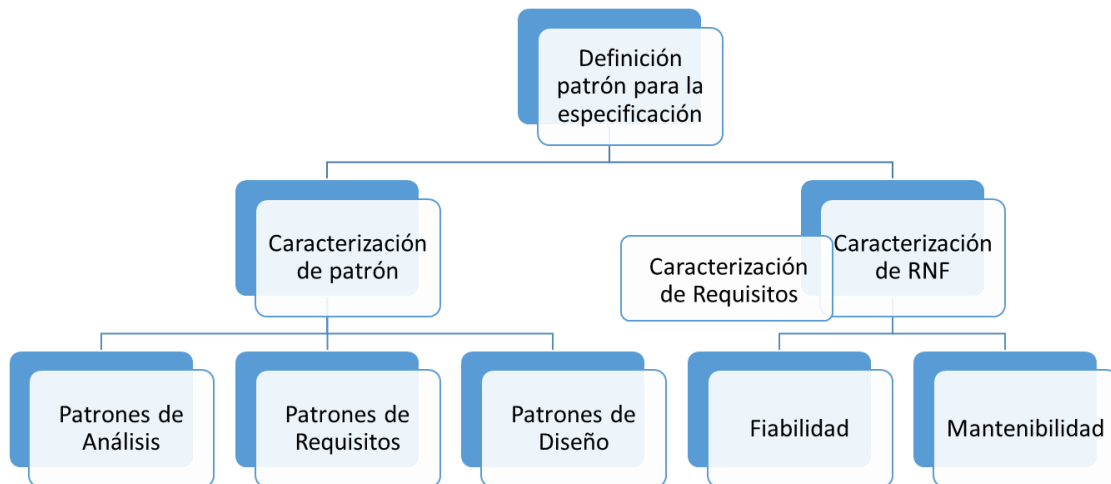 Definición
patrón para la
especificación
Caracterización
de patrón
Caracterización
de Requisitos
Caracterización
de RNF
Patrones de
Análisis
Patrones de
Requisitos
Patrones de
Diseño
Fiabilidad
Mantenibilidad